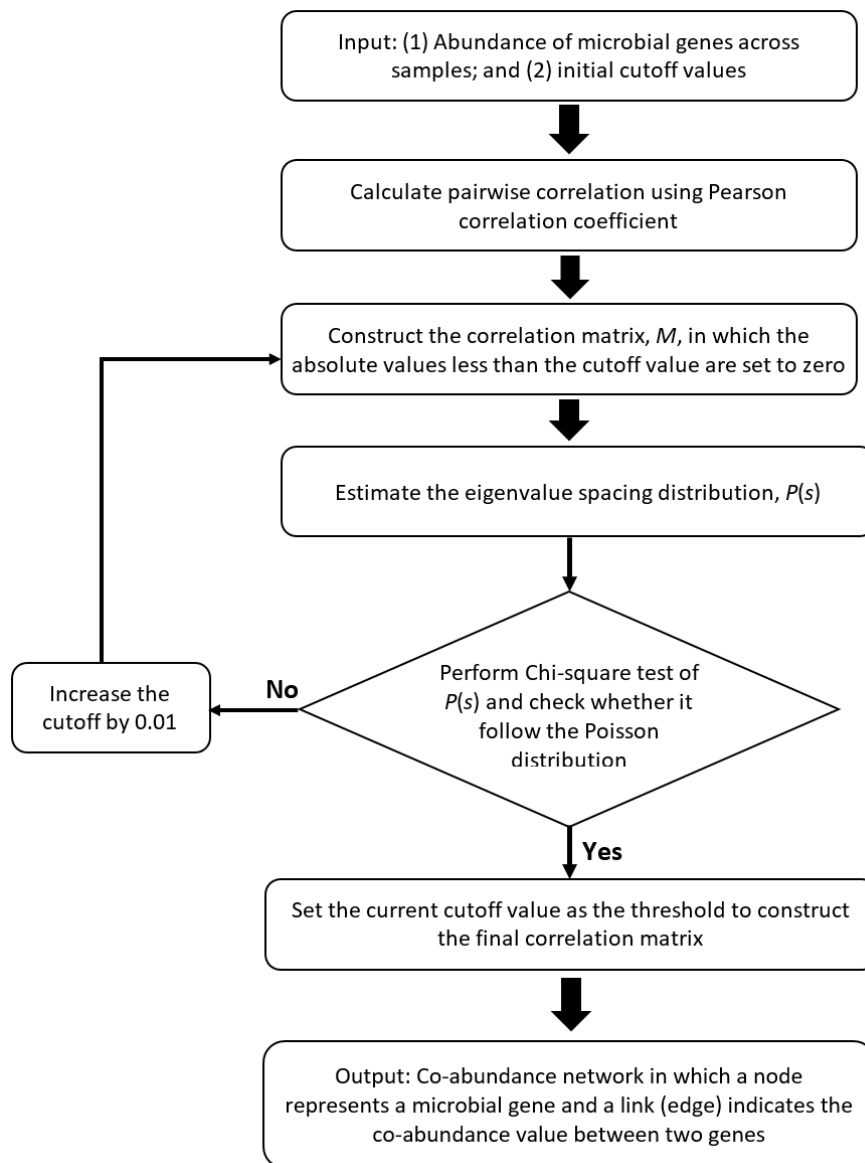 Input: (1) Abundance of microbial genes across
samples; and (2) initial cutoff values
Calculate pairwise correlation using Pearson
correlation coefficient
Construct the correlation matrix, M, in which the
absolute values less than the cutoff value are set to zero
Estimate the eigenvalue spacing distribution, P(s)
Perform Chi-square test of
P(s) and check whether it
follow the Poisson
distribution
No
Increase the
cutoff by 0.01
Yes
Set the current cutoff value as the threshold to construct
the final correlation matrix
Output: Co-abundance network in which a node
represents a microbial gene and a link (edge) indicates the
co-abundance value between two genes